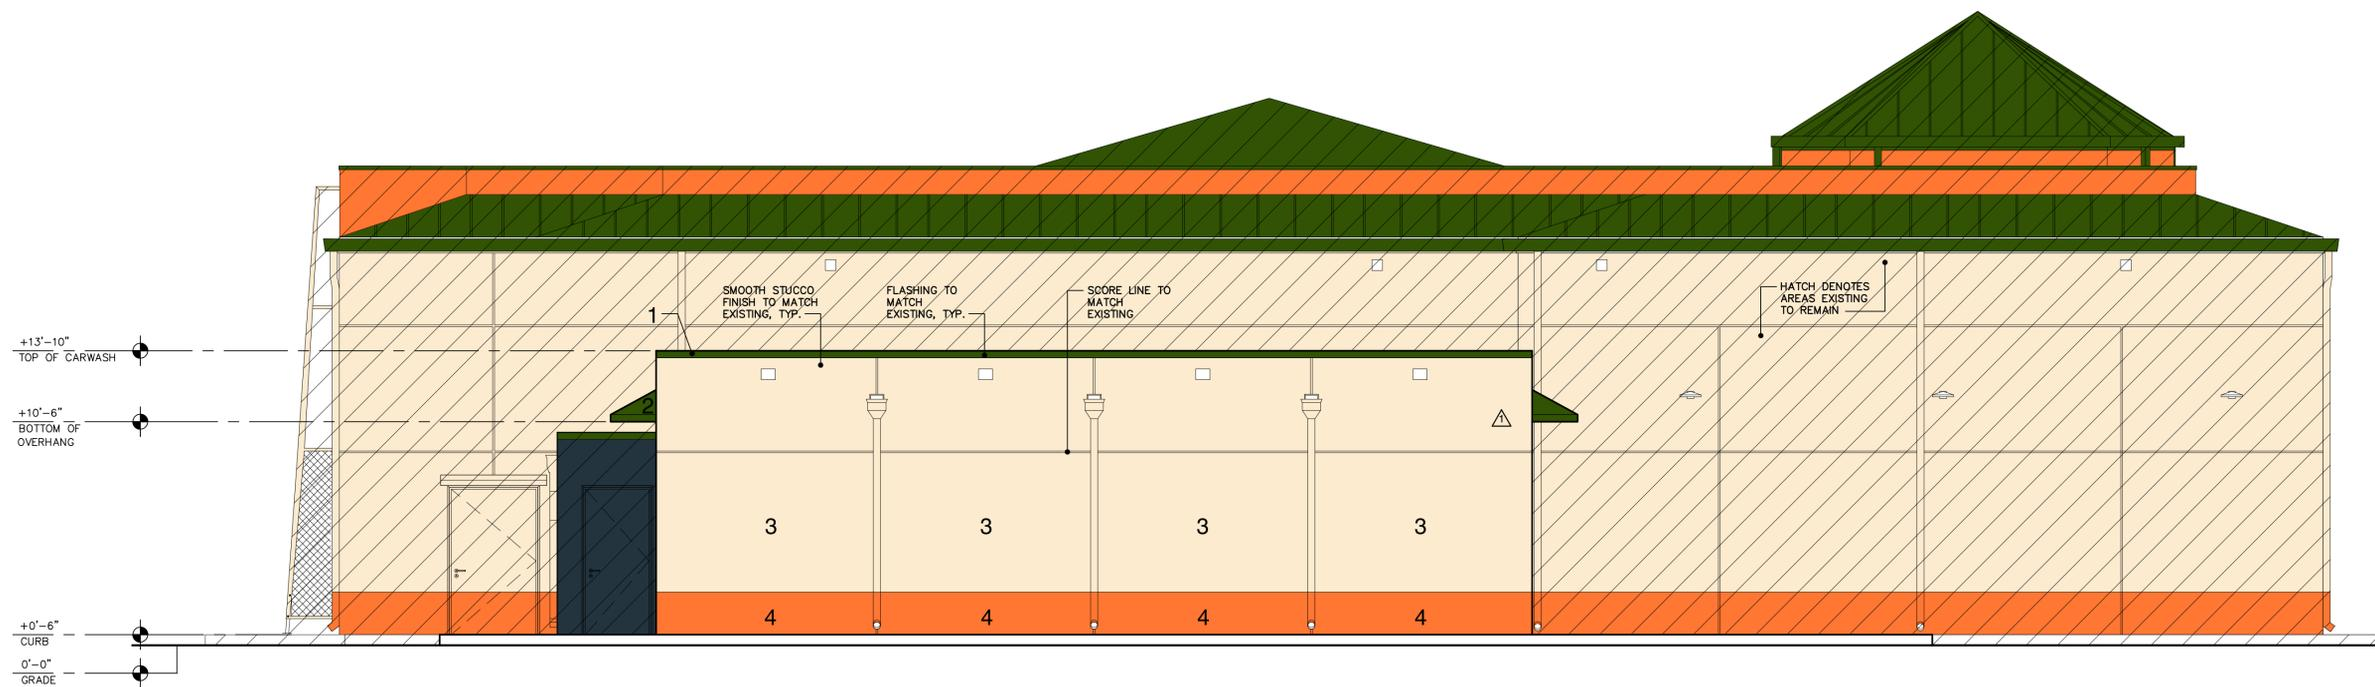 SMOOTH STUCCO
FINISH TO MATCH
EXISTING, TYP.
FLASHING TO
MATCH
EXISTING, TYP.
SCORE LINE TO
MATCH
EXISTING
HATCH DENOTES
AREAS EXISTING
TO REMAIN
1
+13'-10"
TOP OF CARWASH
2
+10'-6"
BOTTOM OF
OVERHANG
1
3 3 3 3
4 4 4 4
+0'-6"
CURB
0'-0"
GRADE